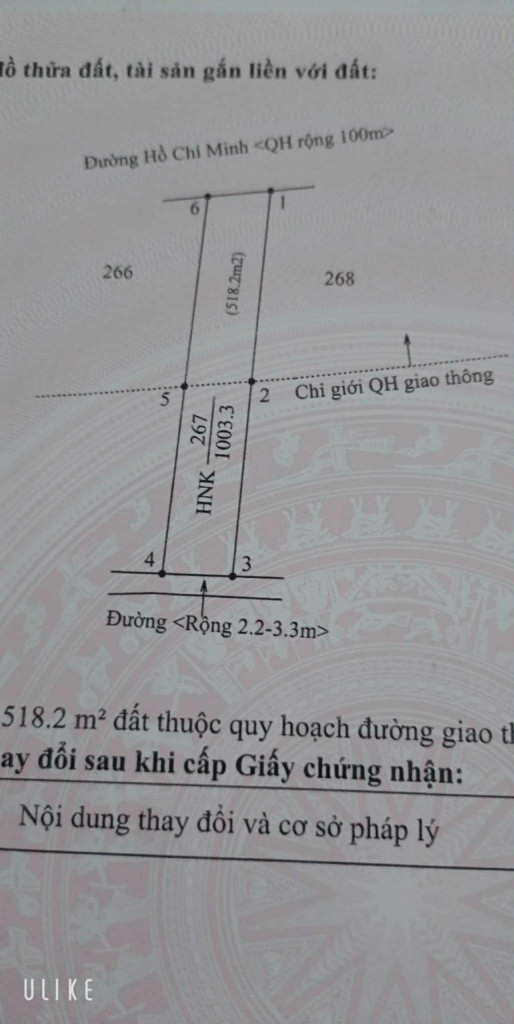 đồ thửa đất, tài sản gắn liền với đất:
Đường Hồ Chí Minh <QH rộng 100m>
6
1
266
(518.2m2)
268
5
2
Chỉ giới QH giao thông
HNK 267
1003.3
4
3
Đường <Rộng 2.2-3.3m>
518.2 m² đất thuộc quy hoạch đường giao th
ay đổi sau khi cấp Giấy chứng nhận:
Nội dung thay đổi và cơ sở pháp lý
ULIKE